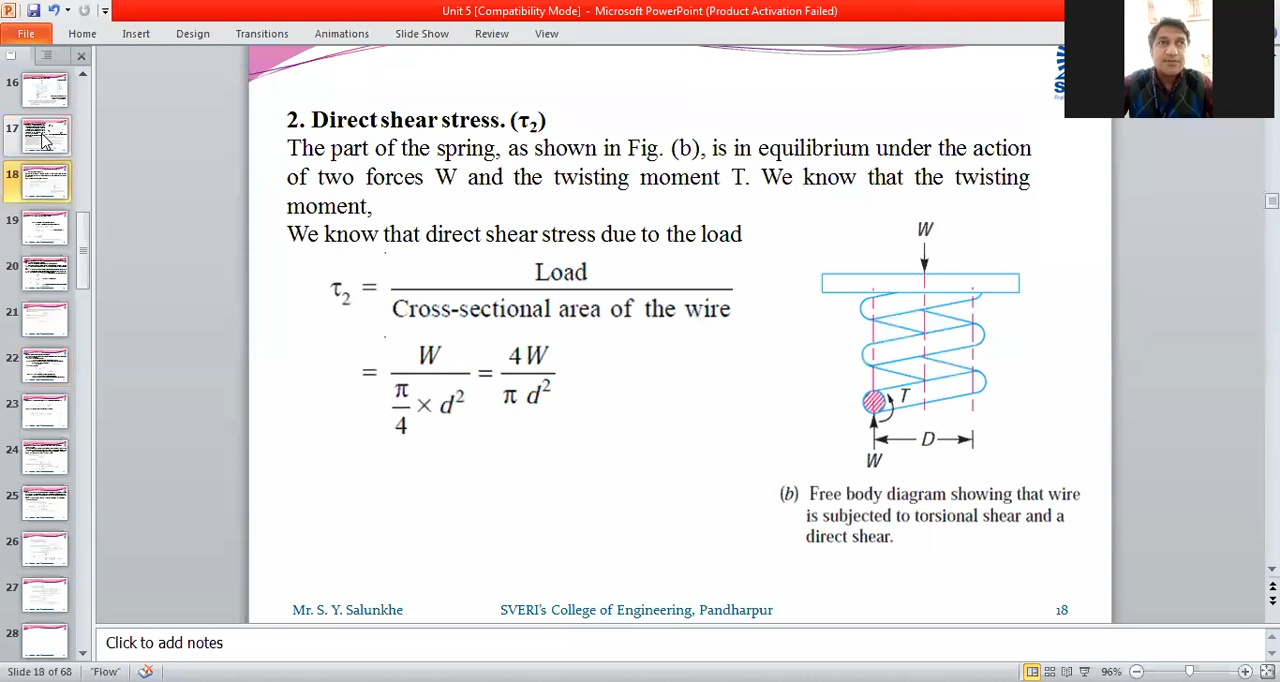 Unit 5 [Compatibility Mode] - Microsoft PowerPoint (Product Activation Failed)
File Home Insert Design Transitions Animations Slide Show Review View
16
17
18
19
20
21
22
23
24
25
26
27
28
2. Direct shear stress. (τ₂)
The part of the spring, as shown in Fig. (b), is in equilibrium under the action
of two forces W and the twisting moment T. We know that the twisting
moment,
We know that direct shear stress due to the load
τ₂ = Load / Cross-sectional area of the wire
= W / (π/4 × d²) = 4 W / π d²
W
T
D
W
(b) Free body diagram showing that wire
is subjected to torsional shear and a
direct shear.
Mr. S. Y. Salunkhe SVERI's College of Engineering, Pandharpur 18
Click to add notes
Slide 18 of 68 "Flow" 96%